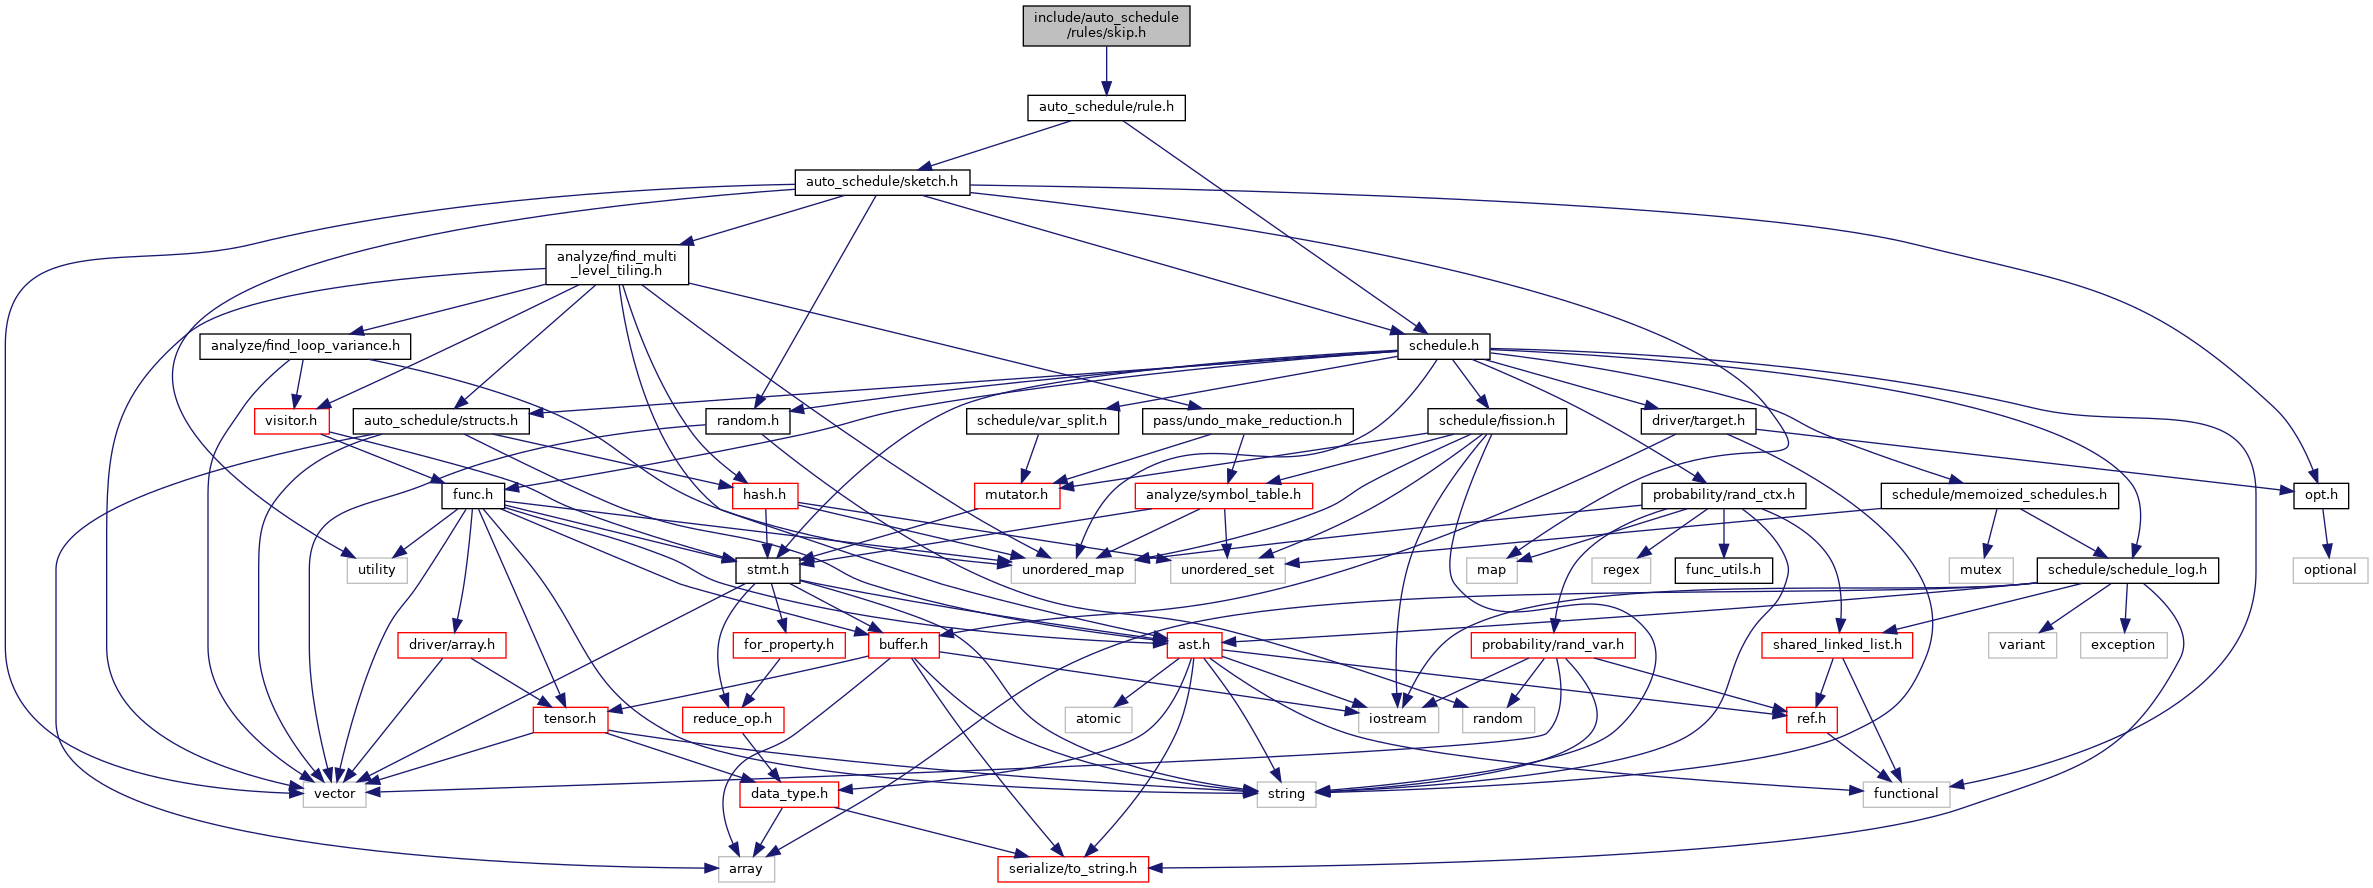 include/auto_schedule
/rules/skip.h
auto_schedule/rule.h
auto_schedule/sketch.h
analyze/find_multi
_level_tiling.h
analyze/find_loop_variance.h
schedule.h
visitor.h
auto_schedule/structs.h
random.h
schedule/var_split.h
pass/undo_make_reduction.h
schedule/fission.h
driver/target.h
func.h
hash.h
mutator.h
analyze/symbol_table.h
probability/rand_ctx.h
schedule/memoized_schedules.h
opt.h
utility
stmt.h
unordered_map
unordered_set
map
regex
func_utils.h
mutex
schedule/schedule_log.h
optional
driver/array.h
for_property.h
buffer.h
ast.h
probability/rand_var.h
shared_linked_list.h
variant
exception
tensor.h
reduce_op.h
atomic
iostream
random
ref.h
vector
data_type.h
string
functional
array
serialize/to_string.h